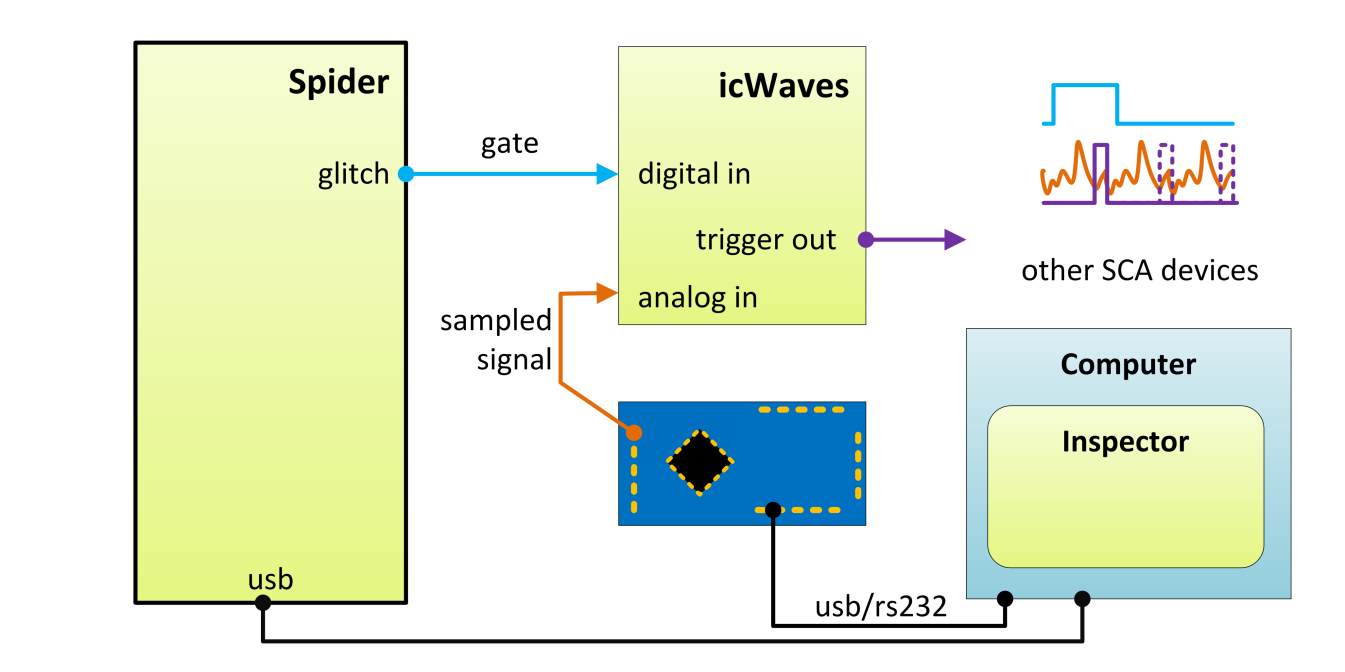 Spider
icWaves
gate
glitch
digital in
trigger out
other SCA devices
analog in
sampled
signal
Computer
Inspector
usb
usb/rs232